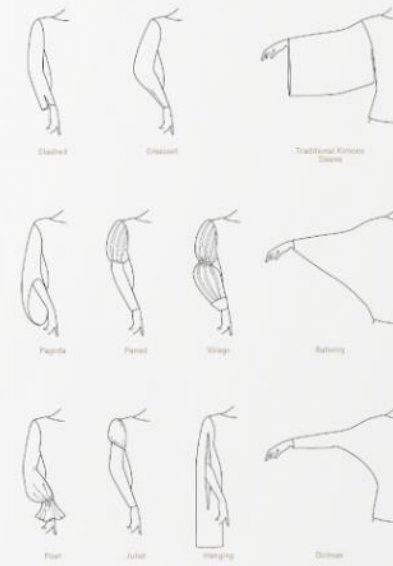 Slashed
Crescent
Traditional Kimono
Sleeve
Pagoda
Paned
Virago
Batwing
Poet
Juliet
Hanging
Dolman